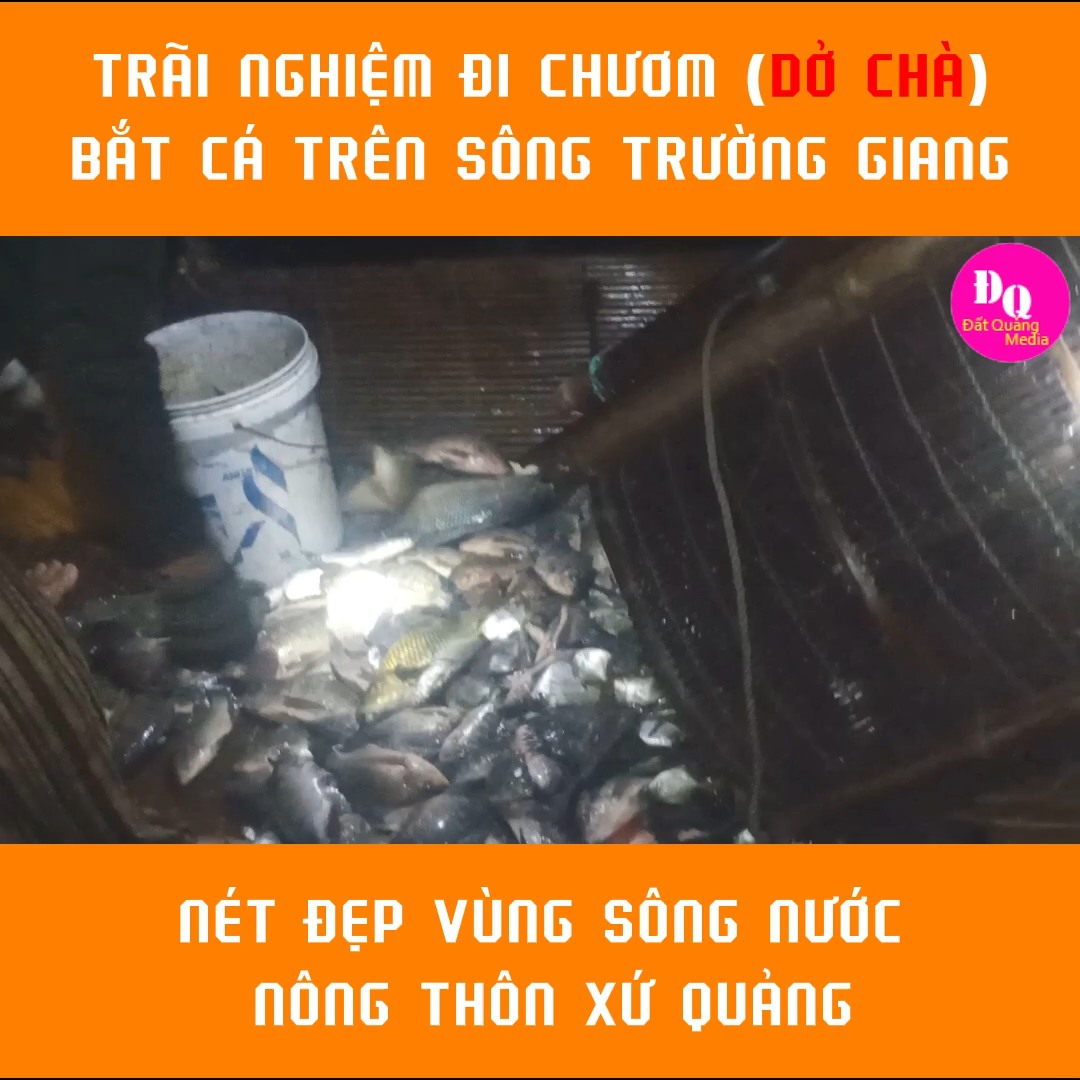 TRÃI NGHIỆM ĐI CHƯƠM (DỞ CHÀ)
BẮT CÁ TRÊN SÔNG TRƯỜNG GIANG
ĐQ
Đất Quảng
Media
NÉT ĐẸP VÙNG SÔNG NƯỚC
NÔNG THÔN XỨ QUẢNG